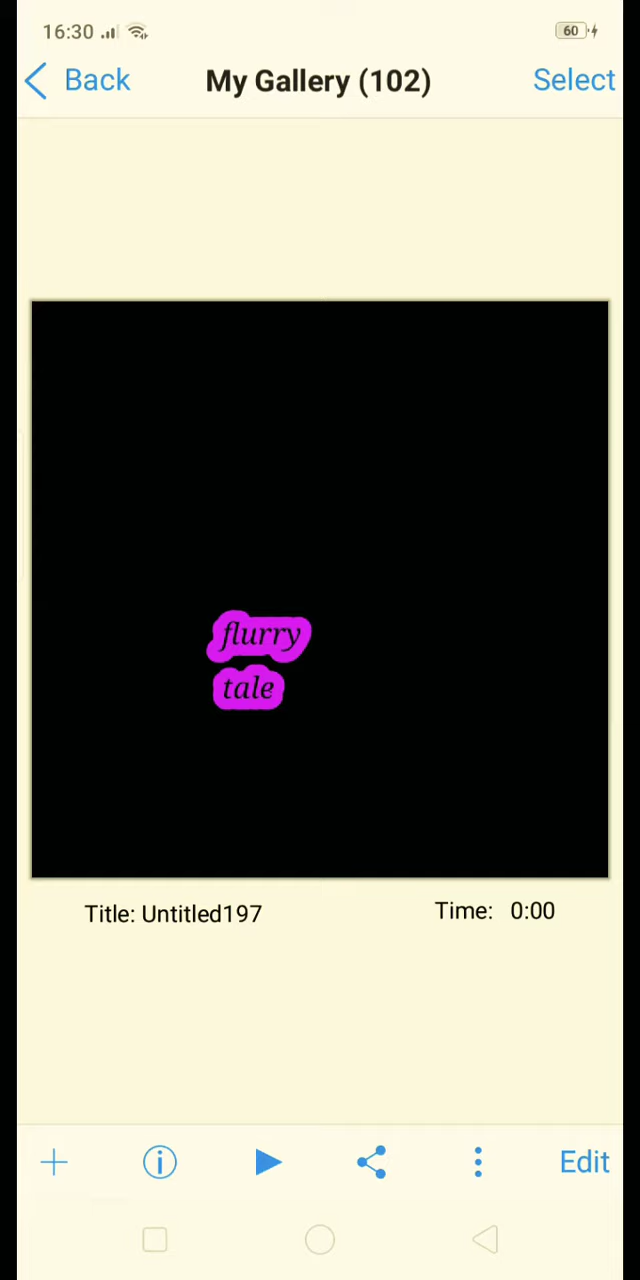 16:30
60
Back
My Gallery (102)
Select
flurry
tale
Title: Untitled197
Time: 0:00
Edit